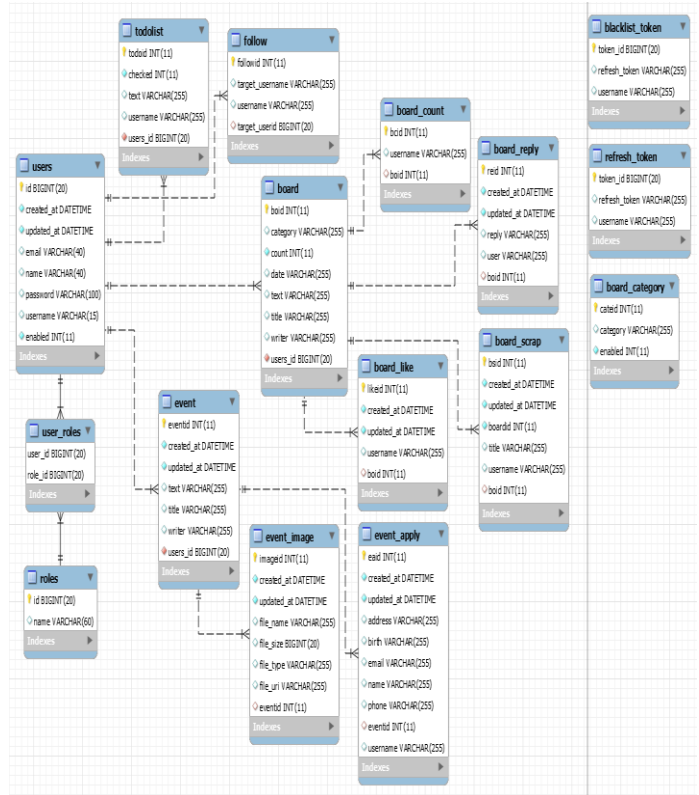 todolist
todoid INT(11)
checked INT(11)
text VARCHAR(255)
username VARCHAR(255)
users_id BIGINT(20)
Indexes
follow
followid INT(11)
target_username VARCHAR(255)
username VARCHAR(255)
target_userid BIGINT(20)
Indexes
users
id BIGINT(20)
created_at DATETIME
updated_at DATETIME
email VARCHAR(40)
name VARCHAR(40)
password VARCHAR(100)
username VARCHAR(15)
enabled INT(11)
Indexes
user_roles
user_id BIGINT(20)
role_id BIGINT(20)
Indexes
roles
id BIGINT(20)
name VARCHAR(60)
Indexes
board
boid INT(11)
category VARCHAR(255)
count INT(11)
date VARCHAR(255)
text VARCHAR(255)
title VARCHAR(255)
writer VARCHAR(255)
users_id BIGINT(20)
Indexes
event
eventid INT(11)
created_at DATETIME
updated_at DATETIME
text VARCHAR(255)
title VARCHAR(255)
writer VARCHAR(255)
users_id BIGINT(20)
Indexes
event_image
imageid INT(11)
created_at DATETIME
updated_at DATETIME
file_name VARCHAR(255)
file_size BIGINT(20)
file_type VARCHAR(255)
file_uri VARCHAR(255)
eventid INT(11)
Indexes
board_count
bcid INT(11)
username VARCHAR(255)
boid INT(11)
Indexes
board_like
likeid INT(11)
created_at DATETIME
updated_at DATETIME
username VARCHAR(255)
boid INT(11)
Indexes
event_apply
eaid INT(11)
created_at DATETIME
updated_at DATETIME
address VARCHAR(255)
birth VARCHAR(255)
email VARCHAR(255)
name VARCHAR(255)
phone VARCHAR(255)
eventid INT(11)
username VARCHAR(255)
Indexes
board_reply
reid INT(11)
created_at DATETIME
updated_at DATETIME
reply VARCHAR(255)
user VARCHAR(255)
boid INT(11)
Indexes
board_scrap
bsid INT(11)
created_at DATETIME
updated_at DATETIME
boardid INT(11)
title VARCHAR(255)
username VARCHAR(255)
boid INT(11)
Indexes
blacklist_token
token_id BIGINT(20)
refresh_token VARCHAR(255)
username VARCHAR(255)
Indexes
refresh_token
token_id BIGINT(20)
refresh_token VARCHAR(255)
username VARCHAR(255)
Indexes
board_category
cateid INT(11)
category VARCHAR(255)
enabled INT(11)
Indexes